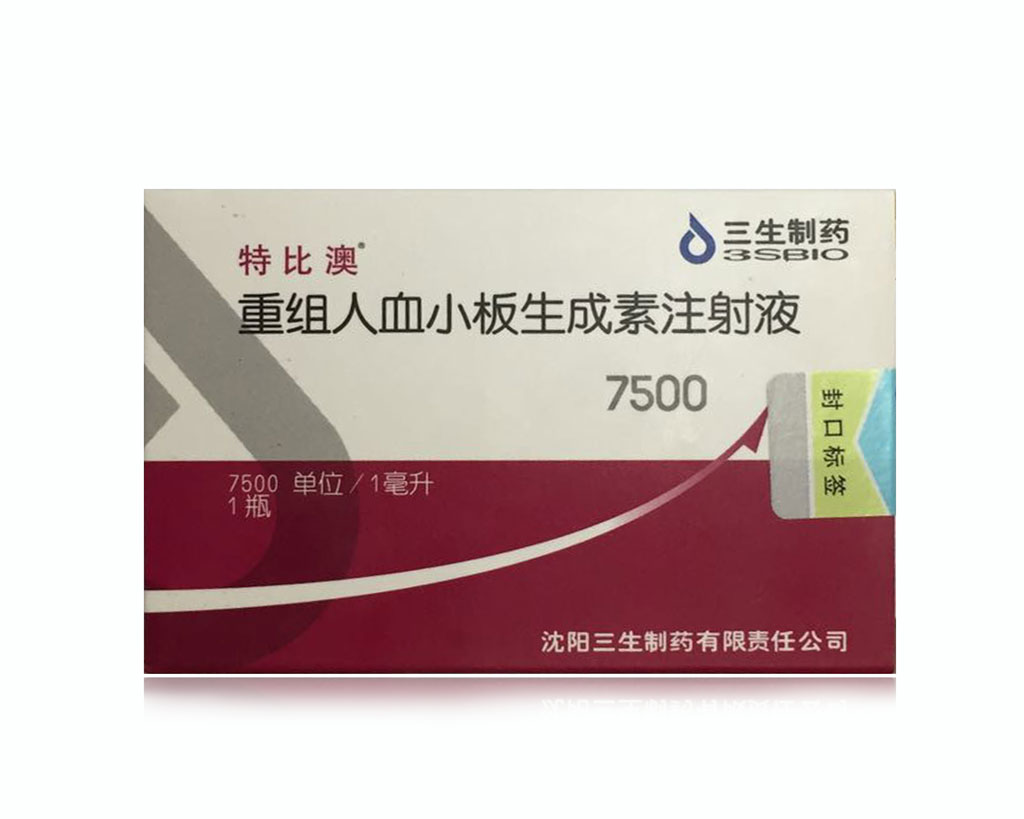 三生制药
3SBIO
特比澳®
重组人血小板生成素注射液
7500
封口标签
7500 单位/1毫升
1瓶
沈阳三生制药有限责任公司